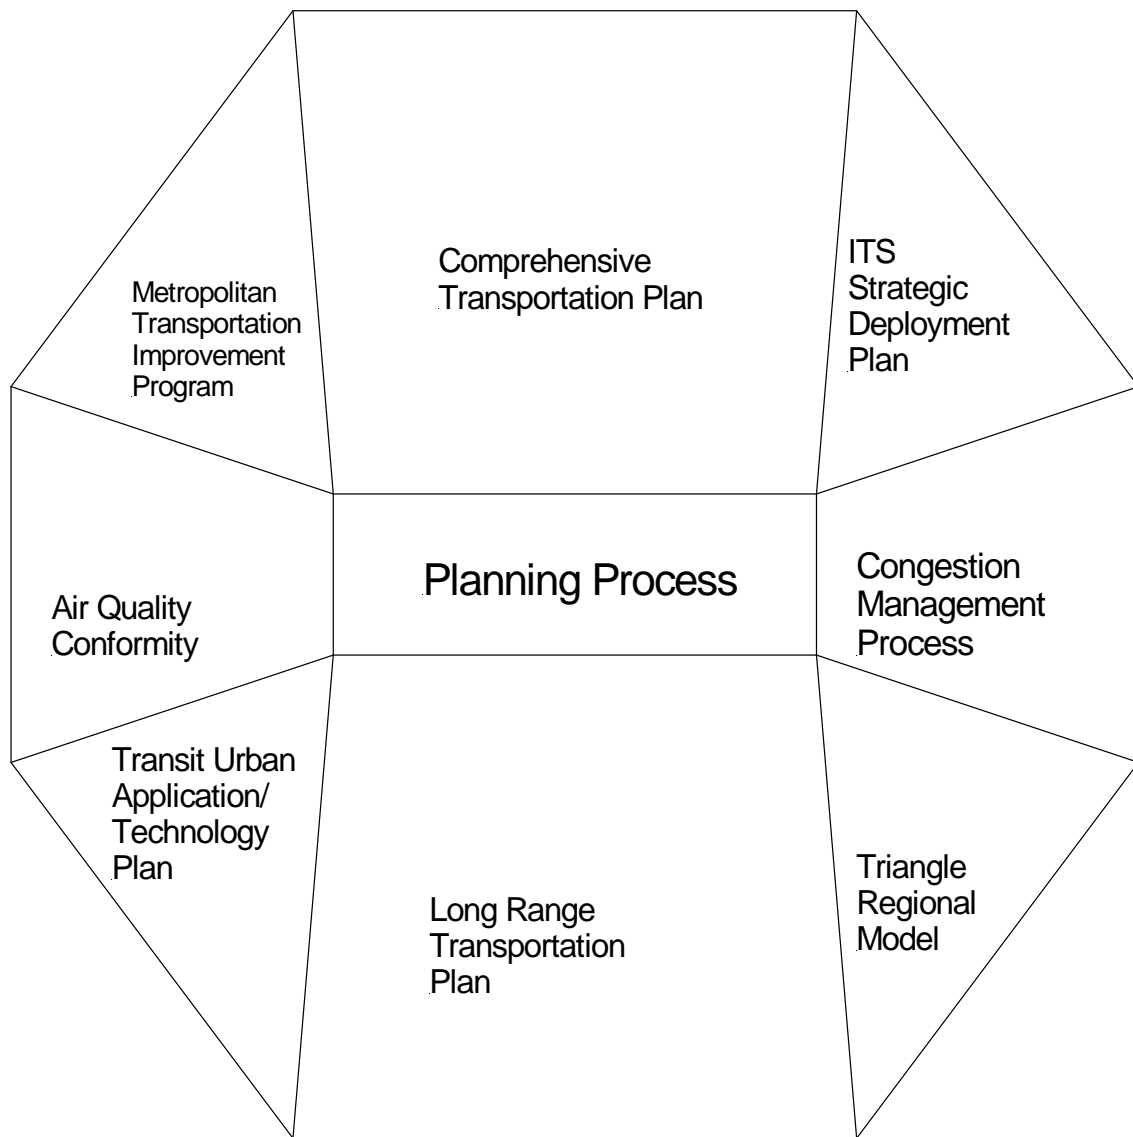 Comprehensive
Transportation Plan
ITS
Strategic
Deployment
Plan
Metropolitan
Transportation
Improvement
Program
Planning Process
Congestion
Management
Process
Air Quality
Conformity
Transit Urban
Application/
Technology
Plan
Long Range
Transportation
Plan
Triangle
Regional
Model